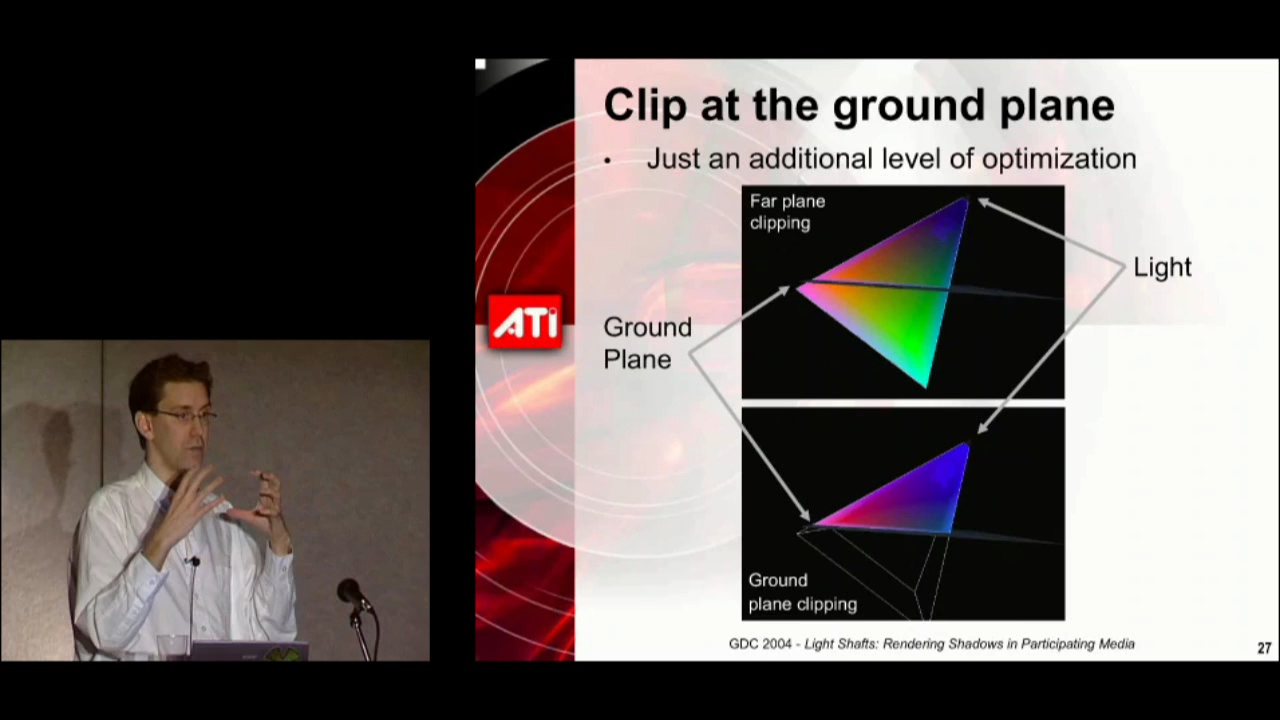 Clip at the ground plane
• Just an additional level of optimization
Far plane
clipping
Light
Ground
Plane
ATI
Ground
plane clipping
GDC 2004 - Light Shafts: Rendering Shadows in Participating Media
27